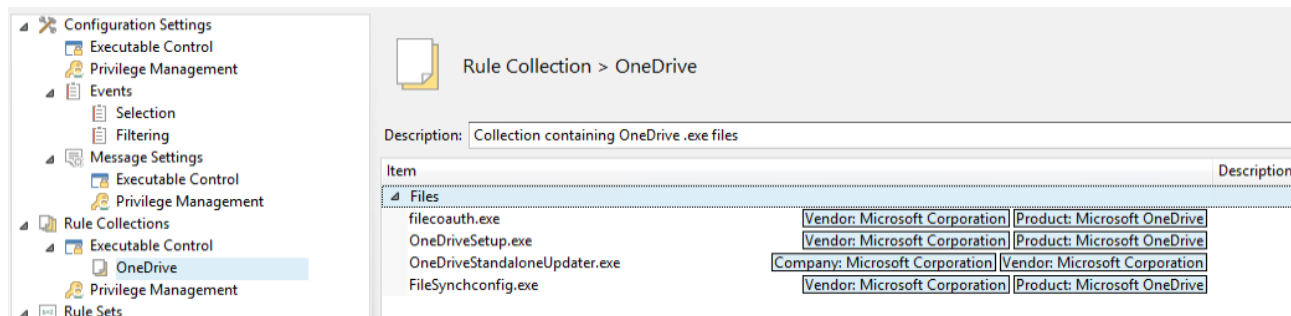 Configuration Settings
Executable Control
Privilege Management
Events
Selection
Filtering
Message Settings
Executable Control
Privilege Management
Rule Collections
Executable Control
OneDrive
Privilege Management
Rule Sets
Rule Collection > OneDrive
Description: Collection containing OneDrive .exe files
Item Description
Files
filecoauth.exe Vendor: Microsoft Corporation Product: Microsoft OneDrive
OneDriveSetup.exe Vendor: Microsoft Corporation Product: Microsoft OneDrive
OneDriveStandaloneUpdater.exe Company: Microsoft Corporation Vendor: Microsoft Corporation
FileSynchconfig.exe Vendor: Microsoft Corporation Product: Microsoft OneDrive